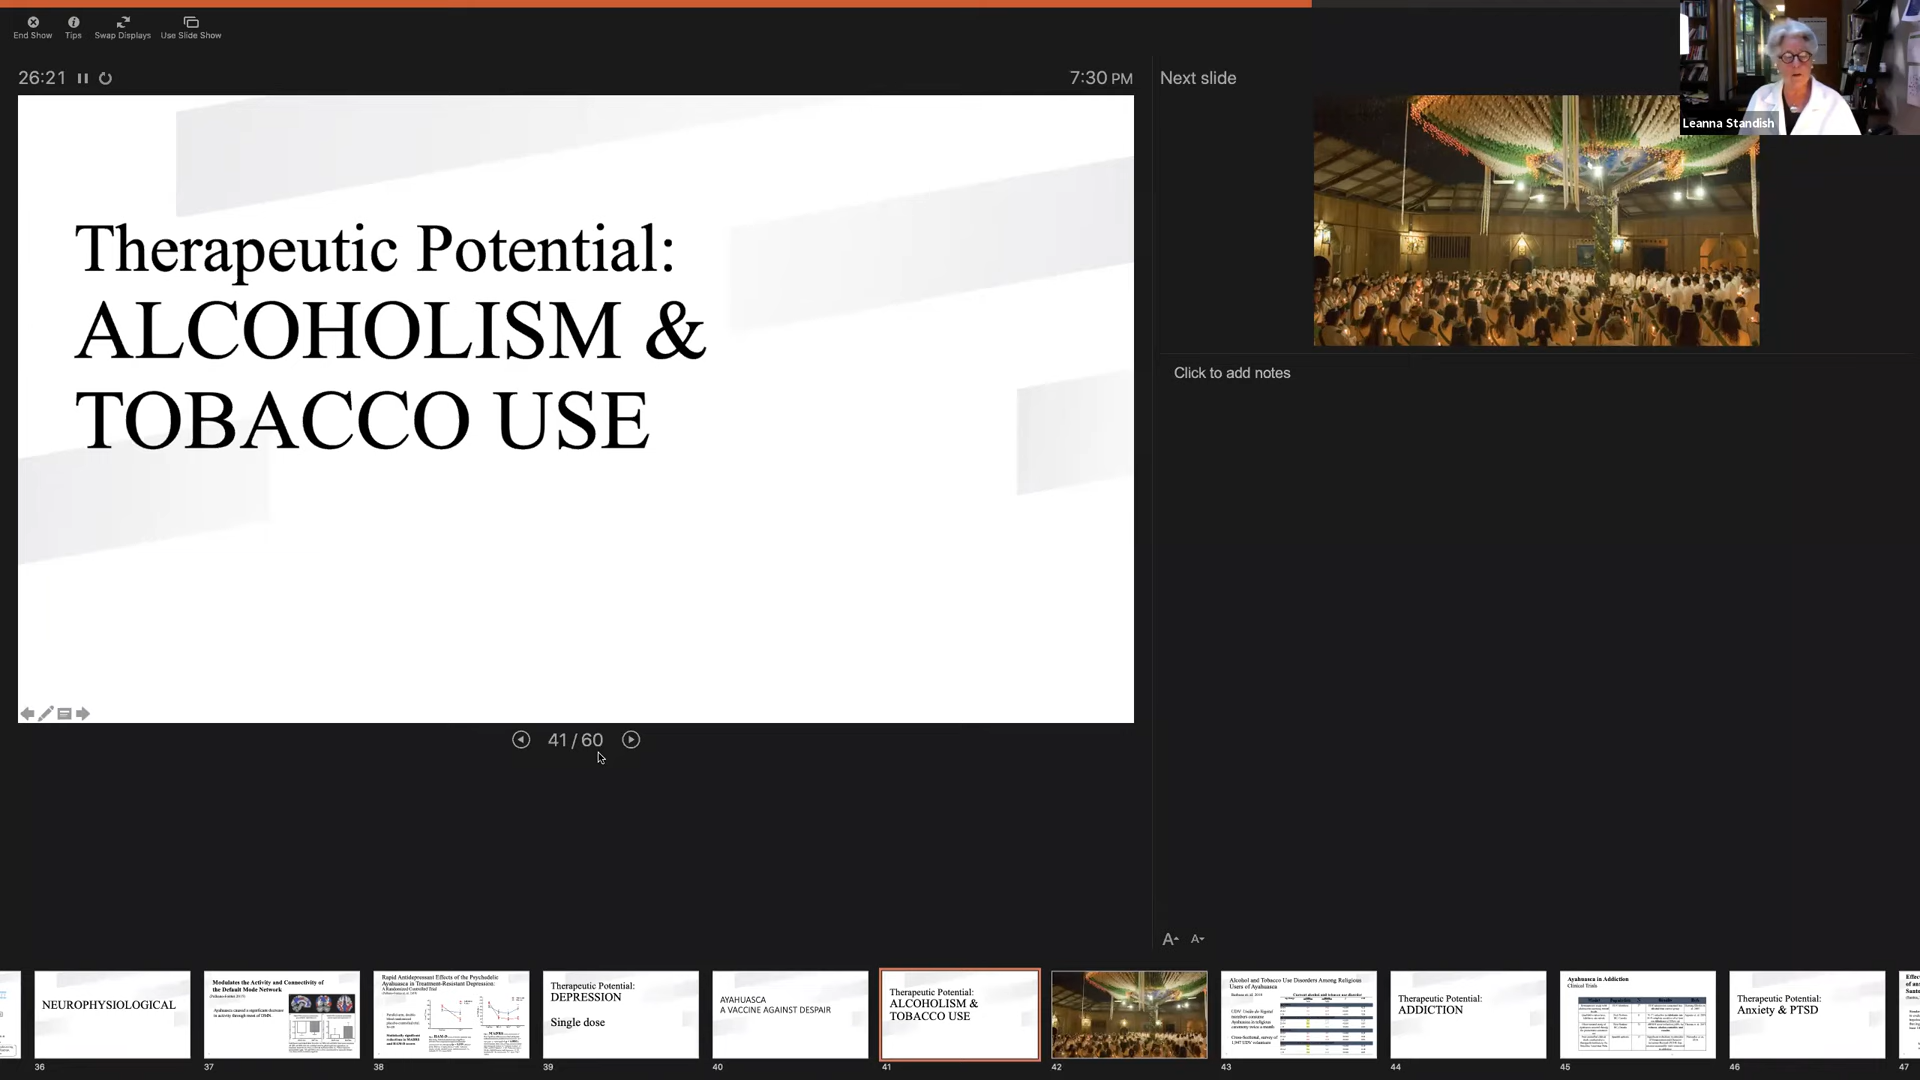 End Show
Tips
Swap Displays
Use Slide Show
26:21
7:30 PM
Next slide
Leanna Standish
Therapeutic Potential:
ALCOHOLISM &
TOBACCO USE
Click to add notes
41 / 60
A A
NEUROPHYSIOLOGICAL
36
Modulates the Activity and Connectivity of
the Default Mode Network
37
Rapid Antidepressant Effects of the Psychedelic
Ayahuasca in Treatment-Resistant Depression:
A Randomized Controlled Trial
38
Therapeutic Potential:
DEPRESSION
Single dose
39
AYAHUASCA
A VACCINE AGAINST DESPAIR
40
Therapeutic Potential:
ALCOHOLISM &
TOBACCO USE
41
42
Alcohol and Tobacco Use Disorders Among Religious
Users of Ayahuasca
43
Therapeutic Potential:
ADDICTION
44
Ayahuasca in Addiction
Clinical Trials
45
Therapeutic Potential:
Anxiety & PTSD
46
47